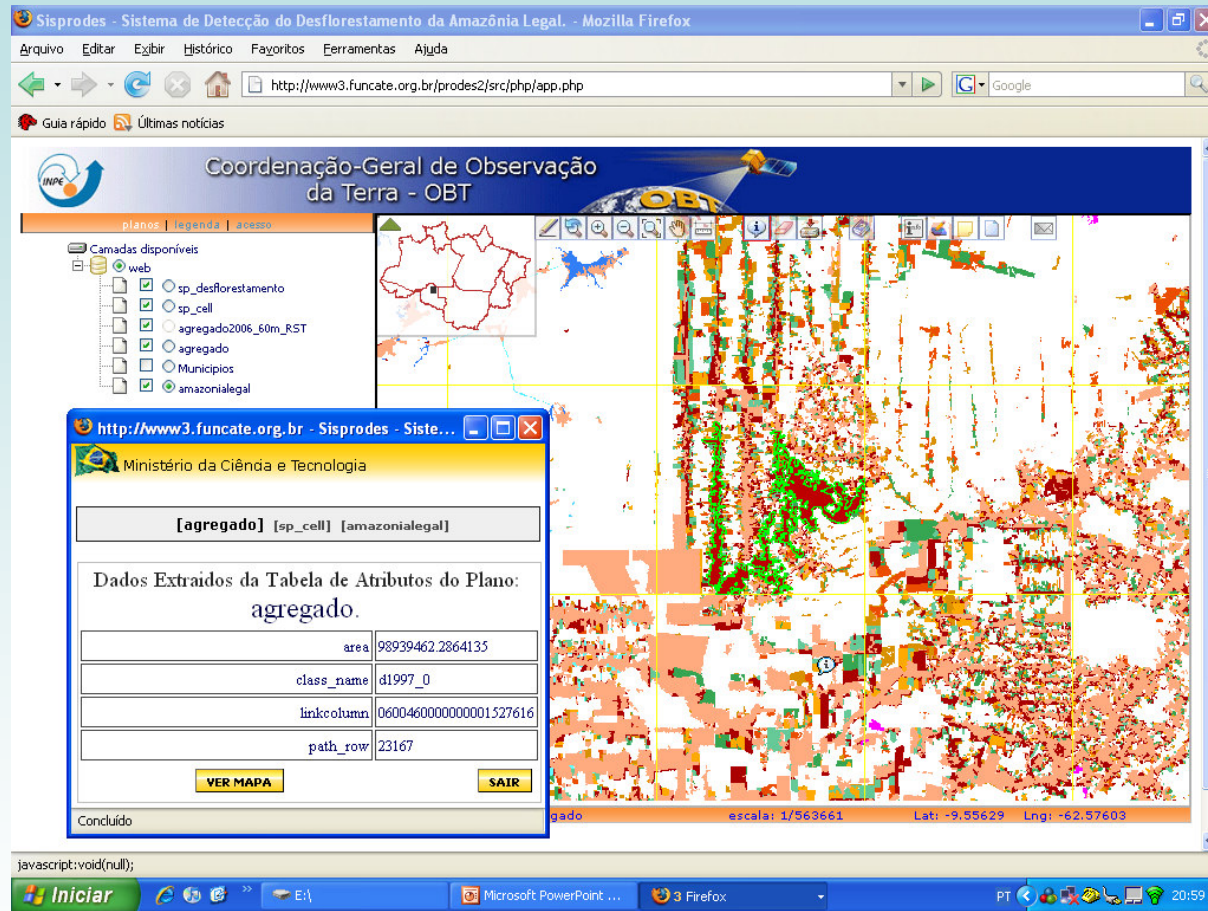 Sisprodes - Sistema de Detecção do Desflorestamento da Amazônia Legal. - Mozilla Firefox
Arquivo Editar Exibir Histórico Favoritos Ferramentas Ajuda
http://www3.funcate.org.br/prodes2/src/php/app.php
G Google
Guia rápido Últimas notícias
INPE
Coordenação-Geral de Observação
da Terra - OBT
OBT
planos | legenda | acesso
Camadas disponíveis
web
sp_desflorestamento
sp_cell
agregado2006_60m_RST
agregado
Municipios
amazonialegal
http://www3.funcate.org.br - Sisprodes - Siste...
Ministério da Ciência e Tecnologia
[agregado] [sp_cell] [amazonialegal]
Dados Extraidos da Tabela de Atributos do Plano:
agregado.
area 98939462.2864135
class_name d1997_0
linkcolumn 0600460000000001527616
path_row 23167
VER MAPA SAIR
Concluído
gado escala: 1/563661 Lat: -9.55629 Lng: -62.57603
javascript:void(null);
Iniciar E:\ Microsoft PowerPoint ... 3 Firefox PT 20:59